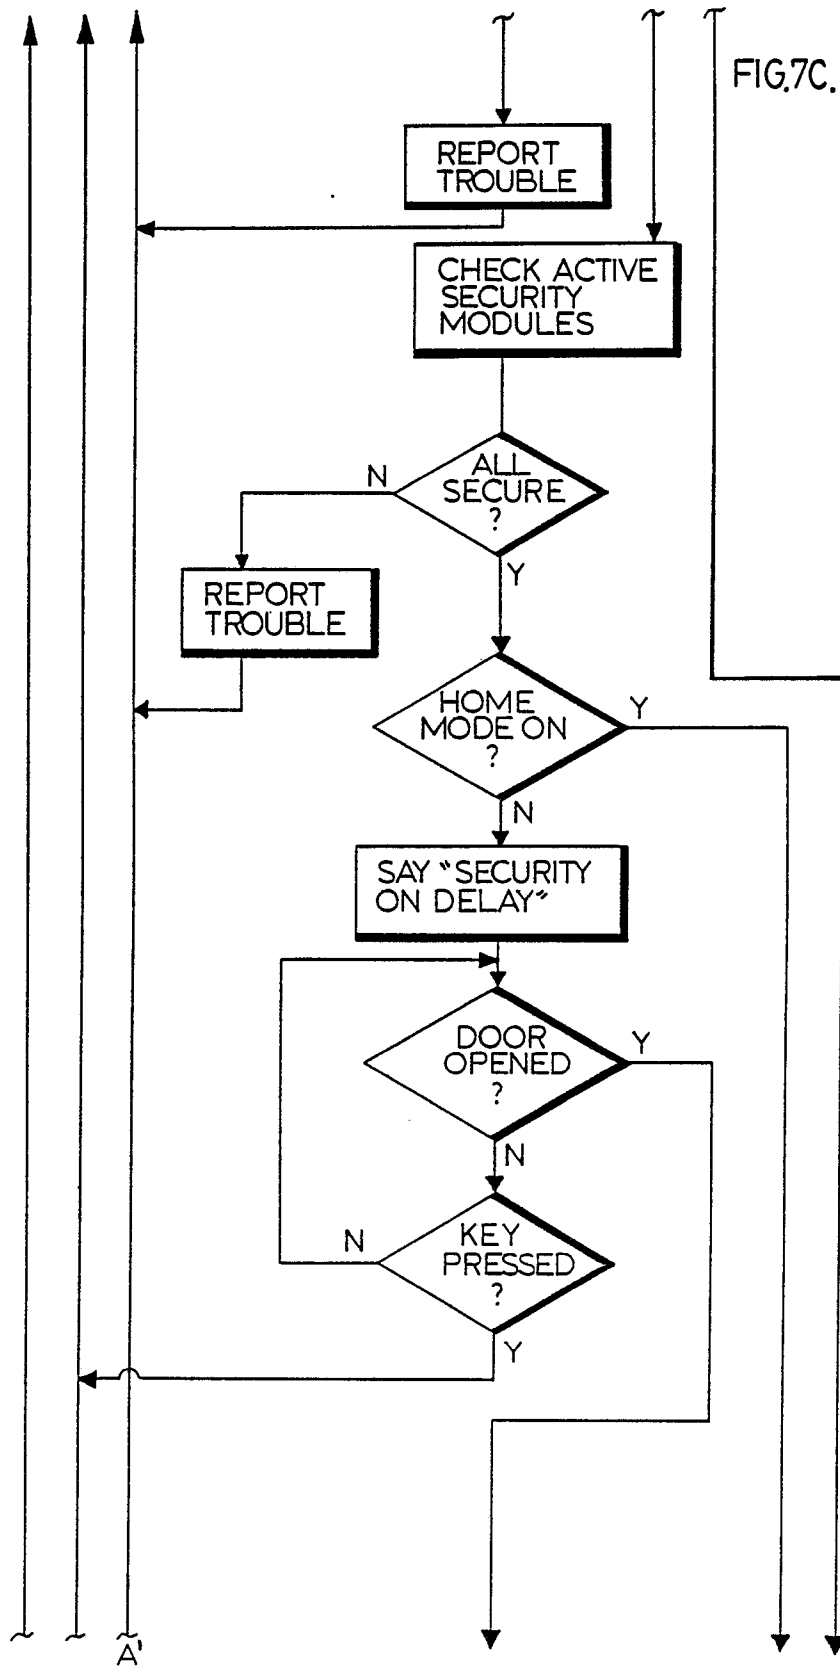 FIG.7C.
REPORT
TROUBLE
CHECK ACTIVE
SECURITY
MODULES
ALL
SECURE
?
N
Y
REPORT
TROUBLE
HOME
MODE ON
?
Y
N
SAY "SECURITY
ON DELAY"
DOOR
OPENED
?
Y
N
KEY
PRESSED
?
N
Y
A'